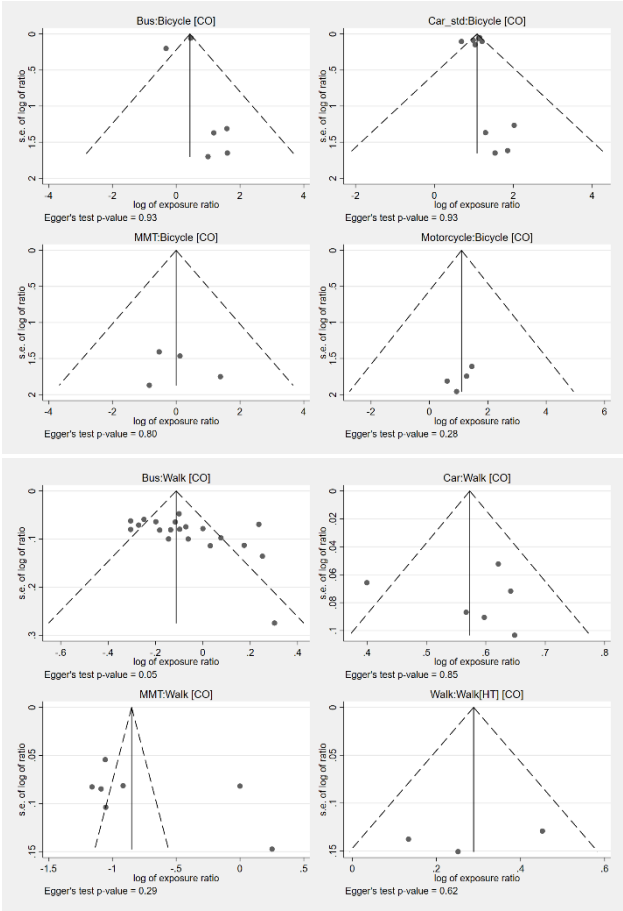 Bus:Bicycle [CO]
s.e. of log of ratio
0
.5
1
1.5
2
-4 -2 0 2 4
log of exposure ratio
Egger's test p-value = 0.93
Car_std:Bicycle [CO]
s.e. of log of ratio
0
.5
1
1.5
2
-2 0 2 4
log of exposure ratio
Egger's test p-value = 0.93
MMT:Bicycle [CO]
s.e. of log of ratio
0
.5
1
1.5
2
-4 -2 0 2 4
log of exposure ratio
Egger's test p-value = 0.80
Motorcycle:Bicycle [CO]
s.e. of log of ratio
0
.5
1
1.5
2
-2 0 2 4 6
log of exposure ratio
Egger's test p-value = 0.28
Bus:Walk [CO]
s.e. of log of ratio
0
.1
.2
.3
-.6 -.4 -.2 0 .2 .4
log of exposure ratio
Egger's test p-value = 0.05
Car:Walk [CO]
s.e. of log of ratio
0
.02
.04
.06
.08
.1
.4 .5 .6 .7 .8
log of exposure ratio
Egger's test p-value = 0.85
MMT:Walk [CO]
s.e. of log of ratio
0
.05
.1
.15
-1.5 -1 -.5 0 .5
log of exposure ratio
Egger's test p-value = 0.29
Walk:Walk[HT] [CO]
s.e. of log of ratio
0
.05
.1
.15
0 .2 .4 .6
log of exposure ratio
Egger's test p-value = 0.62